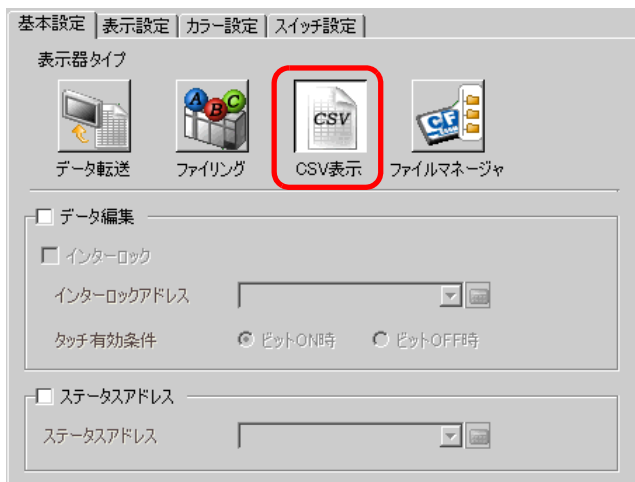 基本設定 表示設定 カラー設定 スイッチ設定
表示器タイプ
A B C CSV CF
データ転送 ファイリング CSV表示 ファイルマネージャ
データ編集
インターロック
インターロックアドレス
タッチ有効条件 ビットON時 ビットOFF時
ステータスアドレス
ステータスアドレス